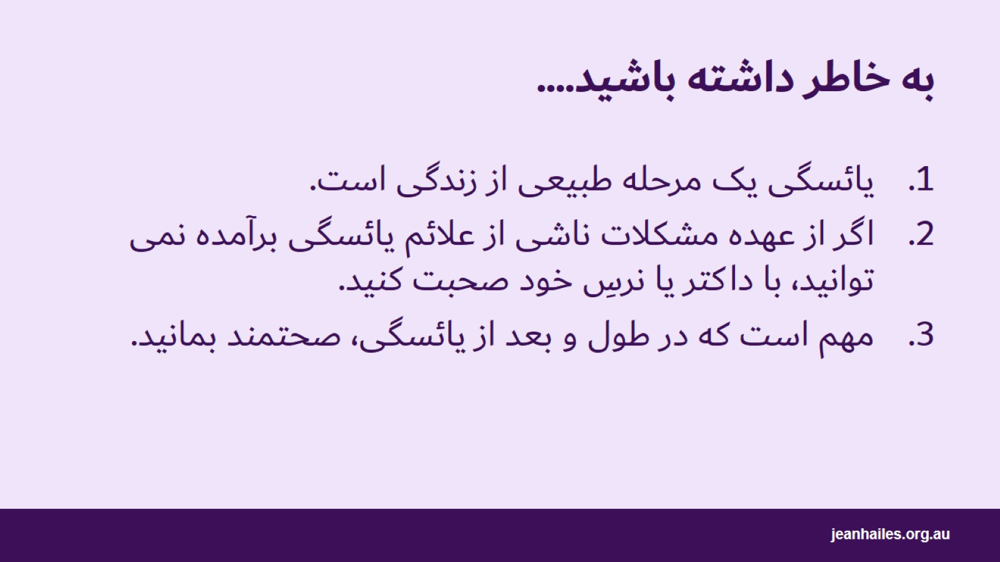 به خاطر داشته باشید....
1. یائسگی یک مرحله طبیعی از زندگی است.
2. اگر از عهده مشکلات ناشی از علائم یائسگی برآمده نمی
توانید، با داکتر یا نرسِ خود صحبت کنید.
3. مهم است که در طول و بعد از یائسگی، صحتمند بمانید.
jeanhailes.org.au